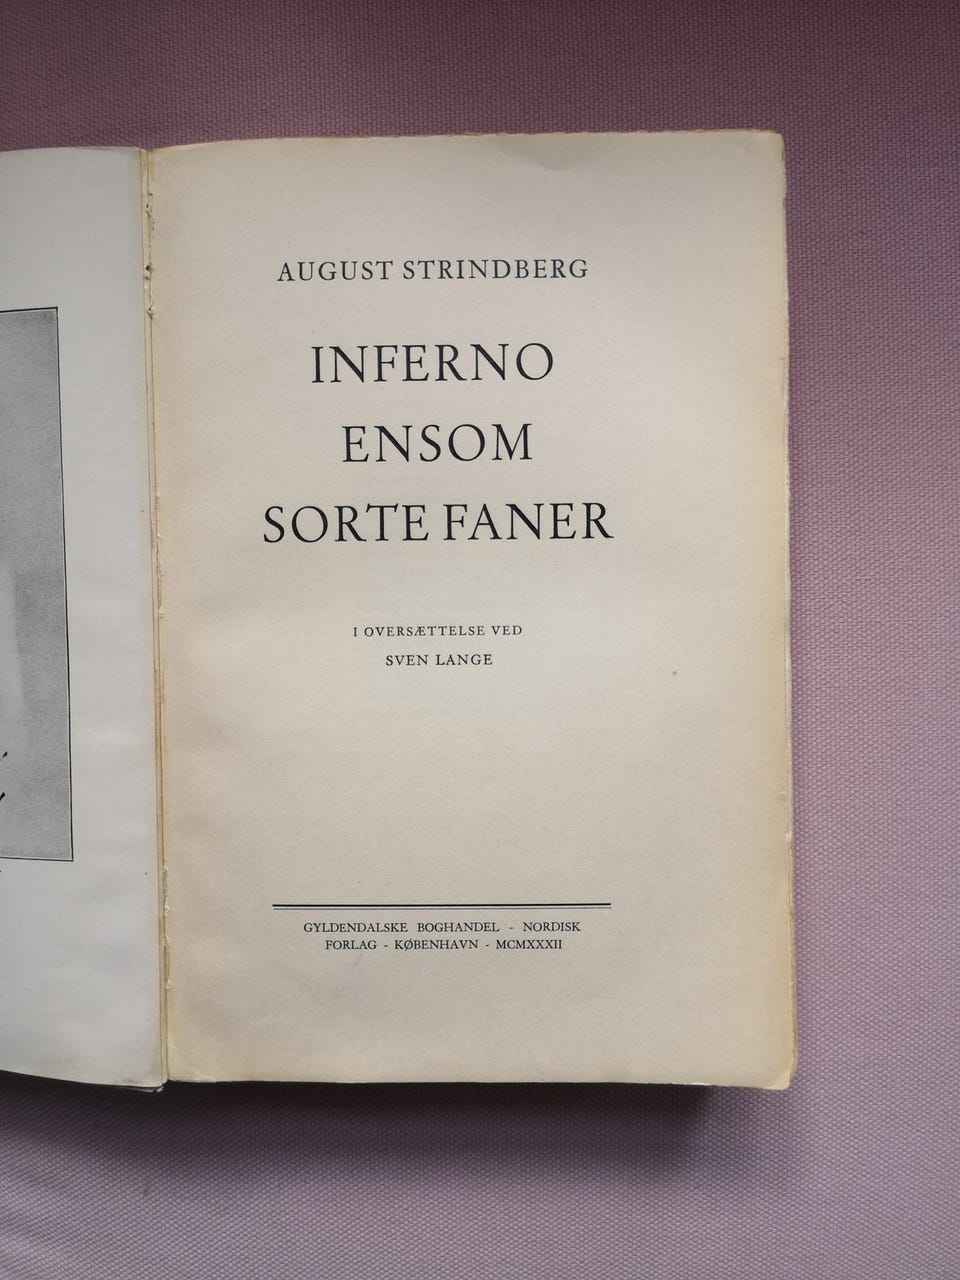 AUGUST STRINDBERG
INFERNO
ENSOM
SORTE FANER
I OVERSÆTTELSE VED
SVEN LANGE
GYLDENDALSKE BOGHANDEL - NORDISK
FORLAG - KØBENHAVN - MCMXXXII